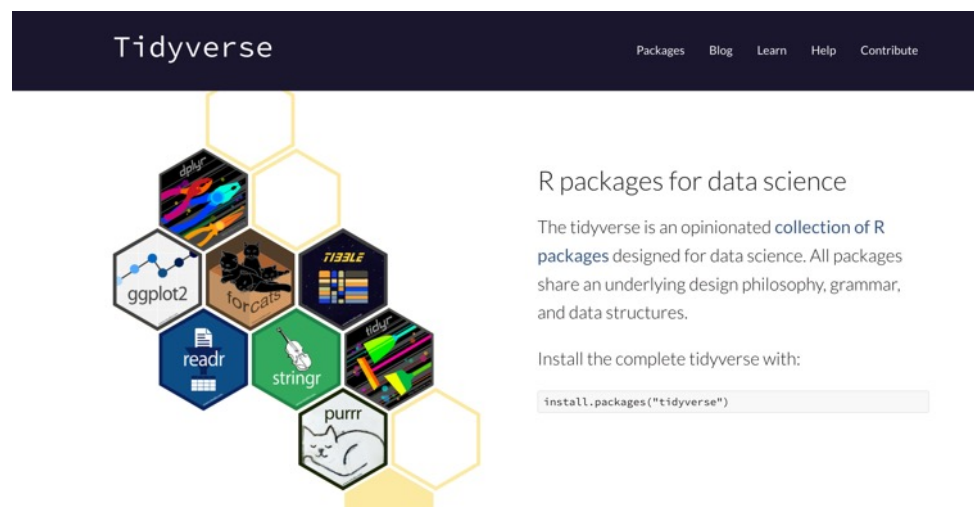 Tidyverse
Packages Blog Learn Help Contribute
dplyr
ggplot2
forcats
TIBBLE
readr
stringr
tidyr
purrr
R packages for data science
The tidyverse is an opinionated collection of R
packages designed for data science. All packages
share an underlying design philosophy, grammar,
and data structures.
Install the complete tidyverse with:
install.packages("tidyverse")